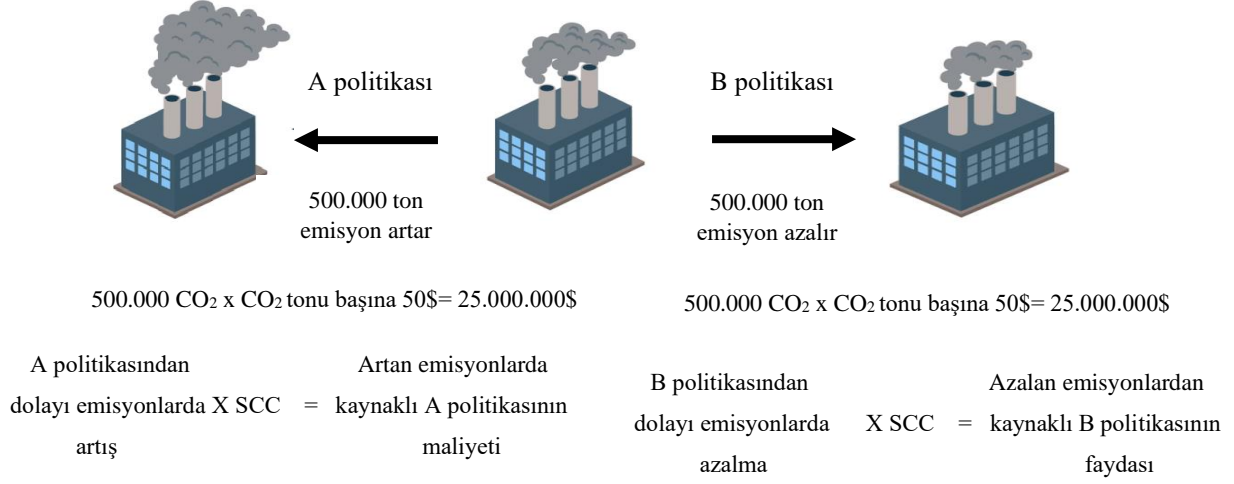 A politikası
B politikası
500.000 ton
emisyon artar
500.000 ton
emisyon azalır
500.000 CO₂ x CO₂ tonu başına 50$= 25.000.000$
500.000 CO₂ x CO₂ tonu başına 50$= 25.000.000$
A politikasından
dolayı emisyonlarda X SCC =
artış
Artan emisyonlarda
kaynaklı A politikasının
maliyeti
B politikasından
dolayı emisyonlarda X SCC =
azalma
Azalan emisyonlardan
kaynaklı B politikasının
faydası